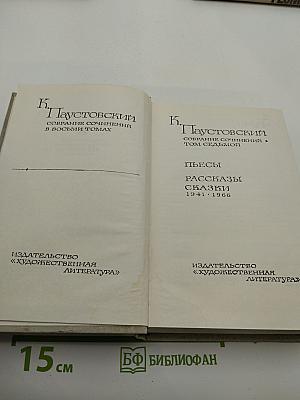 К. Паустовский
СОБРАНИЕ СОЧИНЕНИЙ
В ВОСЬМИ ТОМАХ
ИЗДАТЕЛЬСТВО
«ХУДОЖЕСТВЕННАЯ
ЛИТЕРАТУРА»
К. Паустовский
СОБРАНИЕ СОЧИНЕНИЙ •
ТОМ СЕДЬМОЙ
ПЬЕСЫ
РАССКАЗЫ
СКАЗКИ
1941 • 1966
ИЗДАТЕЛЬСТВО
«ХУДОЖЕСТВЕННАЯ
ЛИТЕРАТУРА»
15 см
БФ БИБЛИОФАН